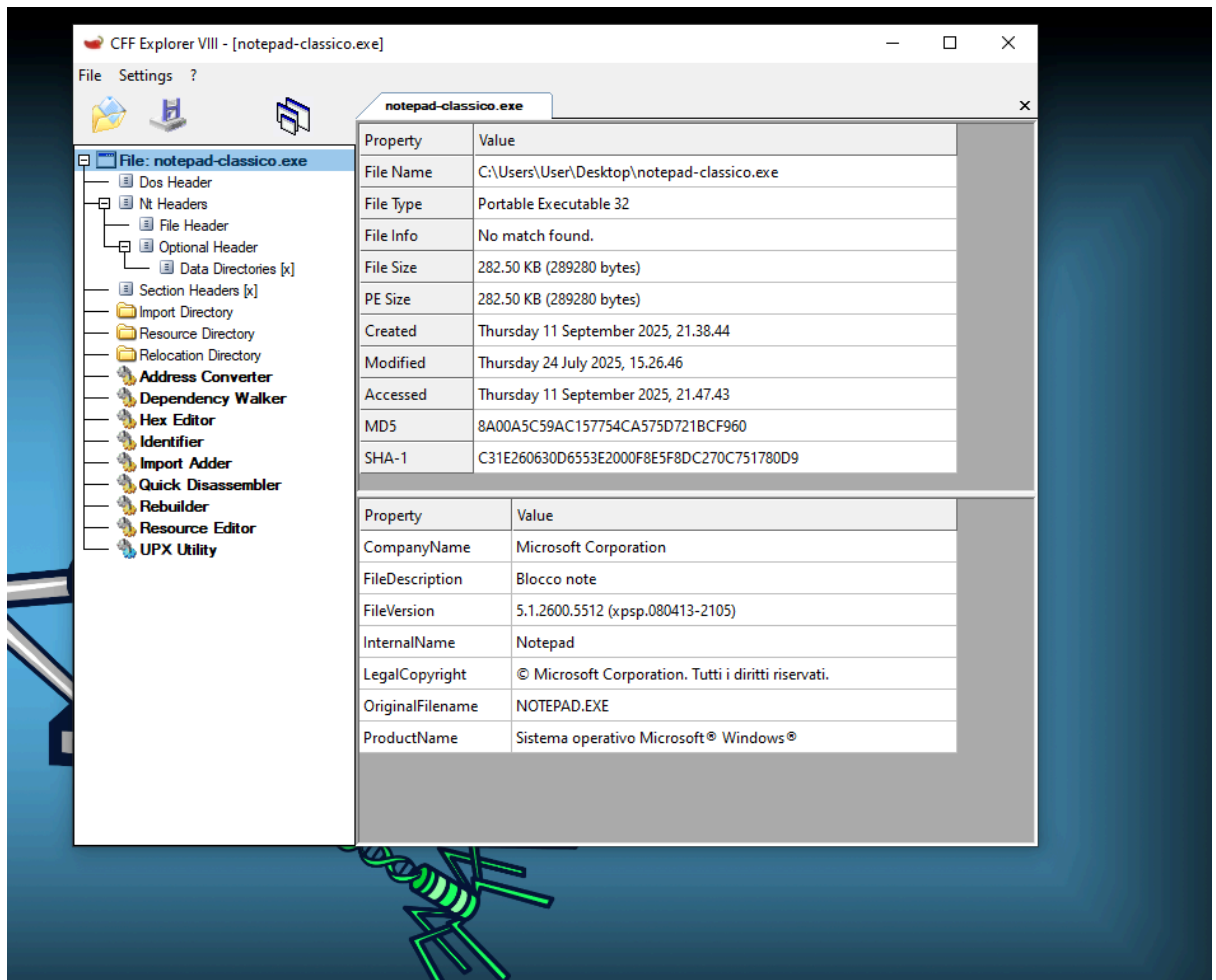 CFF Explorer VIII - [notepad-classico.exe]
File Settings ?
notepad-classico.exe
File: notepad-classico.exe
Dos Header
Nt Headers
File Header
Optional Header
Data Directories [x]
Section Headers [x]
Import Directory
Resource Directory
Relocation Directory
Address Converter
Dependency Walker
Hex Editor
Identifier
Import Adder
Quick Disassembler
Rebuilder
Resource Editor
UPX Utility
Property Value
File Name C:\Users\User\Desktop\notepad-classico.exe
File Type Portable Executable 32
File Info No match found.
File Size 282.50 KB (289280 bytes)
PE Size 282.50 KB (289280 bytes)
Created Thursday 11 September 2025, 21.38.44
Modified Thursday 24 July 2025, 15.26.46
Accessed Thursday 11 September 2025, 21.47.43
MD5 8A00A5C59AC157754CA575D721BCF960
SHA-1 C31E260630D6553E2000F8E5F8DC270C751780D9
Property Value
CompanyName Microsoft Corporation
FileDescription Blocco note
FileVersion 5.1.2600.5512 (xpsp.080413-2105)
InternalName Notepad
LegalCopyright © Microsoft Corporation. Tutti i diritti riservati.
OriginalFilename NOTEPAD.EXE
ProductName Sistema operativo Microsoft® Windows®